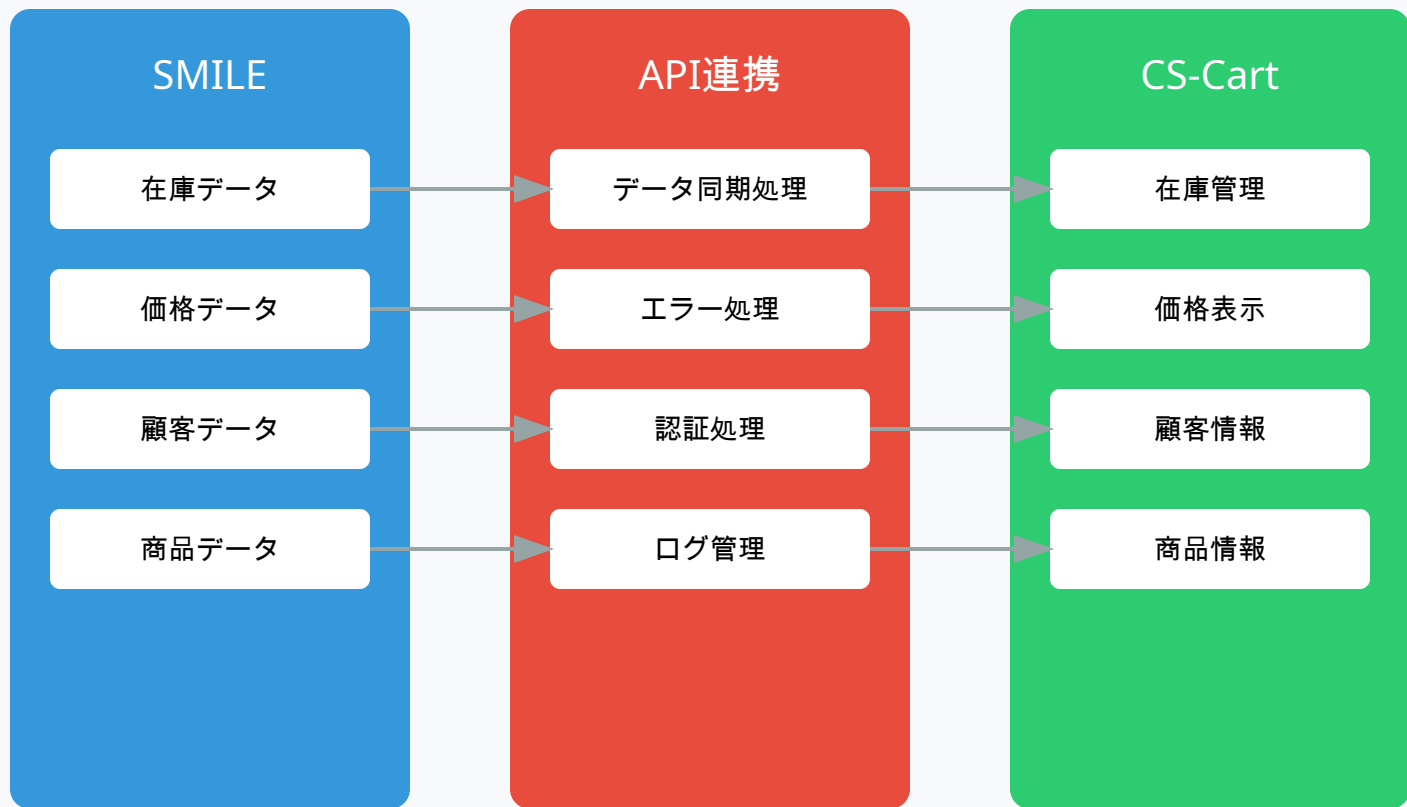 SMILE
API連携
CS-Cart
在庫データ
データ同期処理
在庫管理
価格データ
エラー処理
価格表示
顧客データ
認証処理
顧客情報
商品データ
ログ管理
商品情報